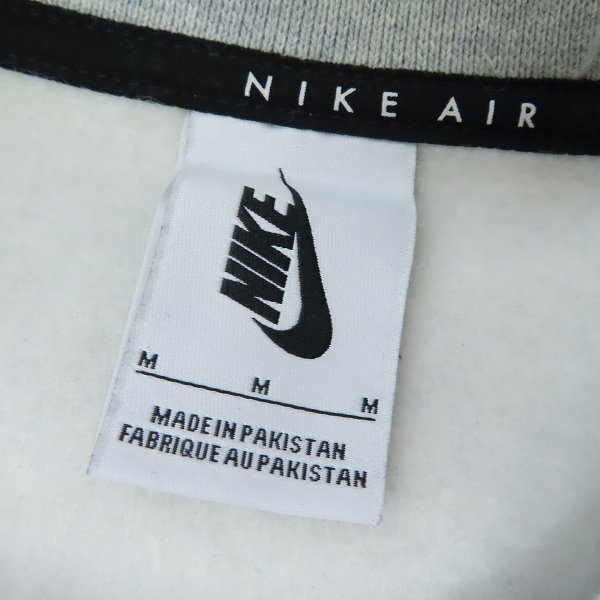 NIKE AIR
NIKE
M M M
MADE IN PAKISTAN
FABRIQUE AU PAKISTAN